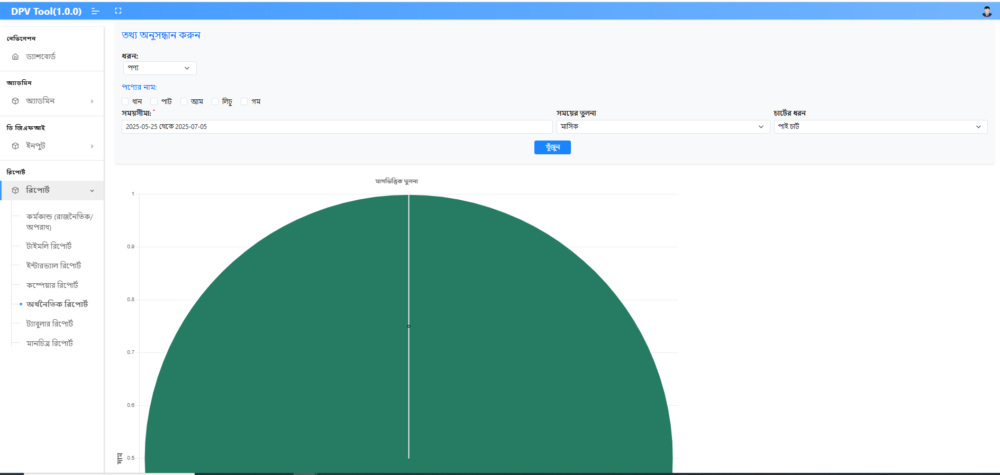 DPV Tool(1.0.0)
নেভিগেশন
ড্যাশবোর্ড
অ্যাডমিন
অ্যাডমিন
ডি জিএফআই
ইনপুট
রিপোর্ট
রিপোর্ট
কর্মকান্ড (রাজনৈতিক/
অপরাধ)
টাইমলি রিপোর্ট
ইন্টারভ্যাল রিপোর্ট
কম্পেয়ার রিপোর্ট
অর্থনৈতিক রিপোর্ট
ট্যাবুলার রিপোর্ট
মানচিত্র রিপোর্ট
তথ্য অনুসন্ধান করুন
ধরন:
পণ্য
পণ্যের নাম:
ধান পাট আম লিচু গম
সময়সীমা: * সময়ের তুলনা চার্টের ধরন
2025-05-25 থেকে 2025-07-05 মাসিক পাই চার্ট
খুঁজুন
মাসভিত্তিক তুলনা
1
0.9
0.8
0.7
0.6
0.5
দাম